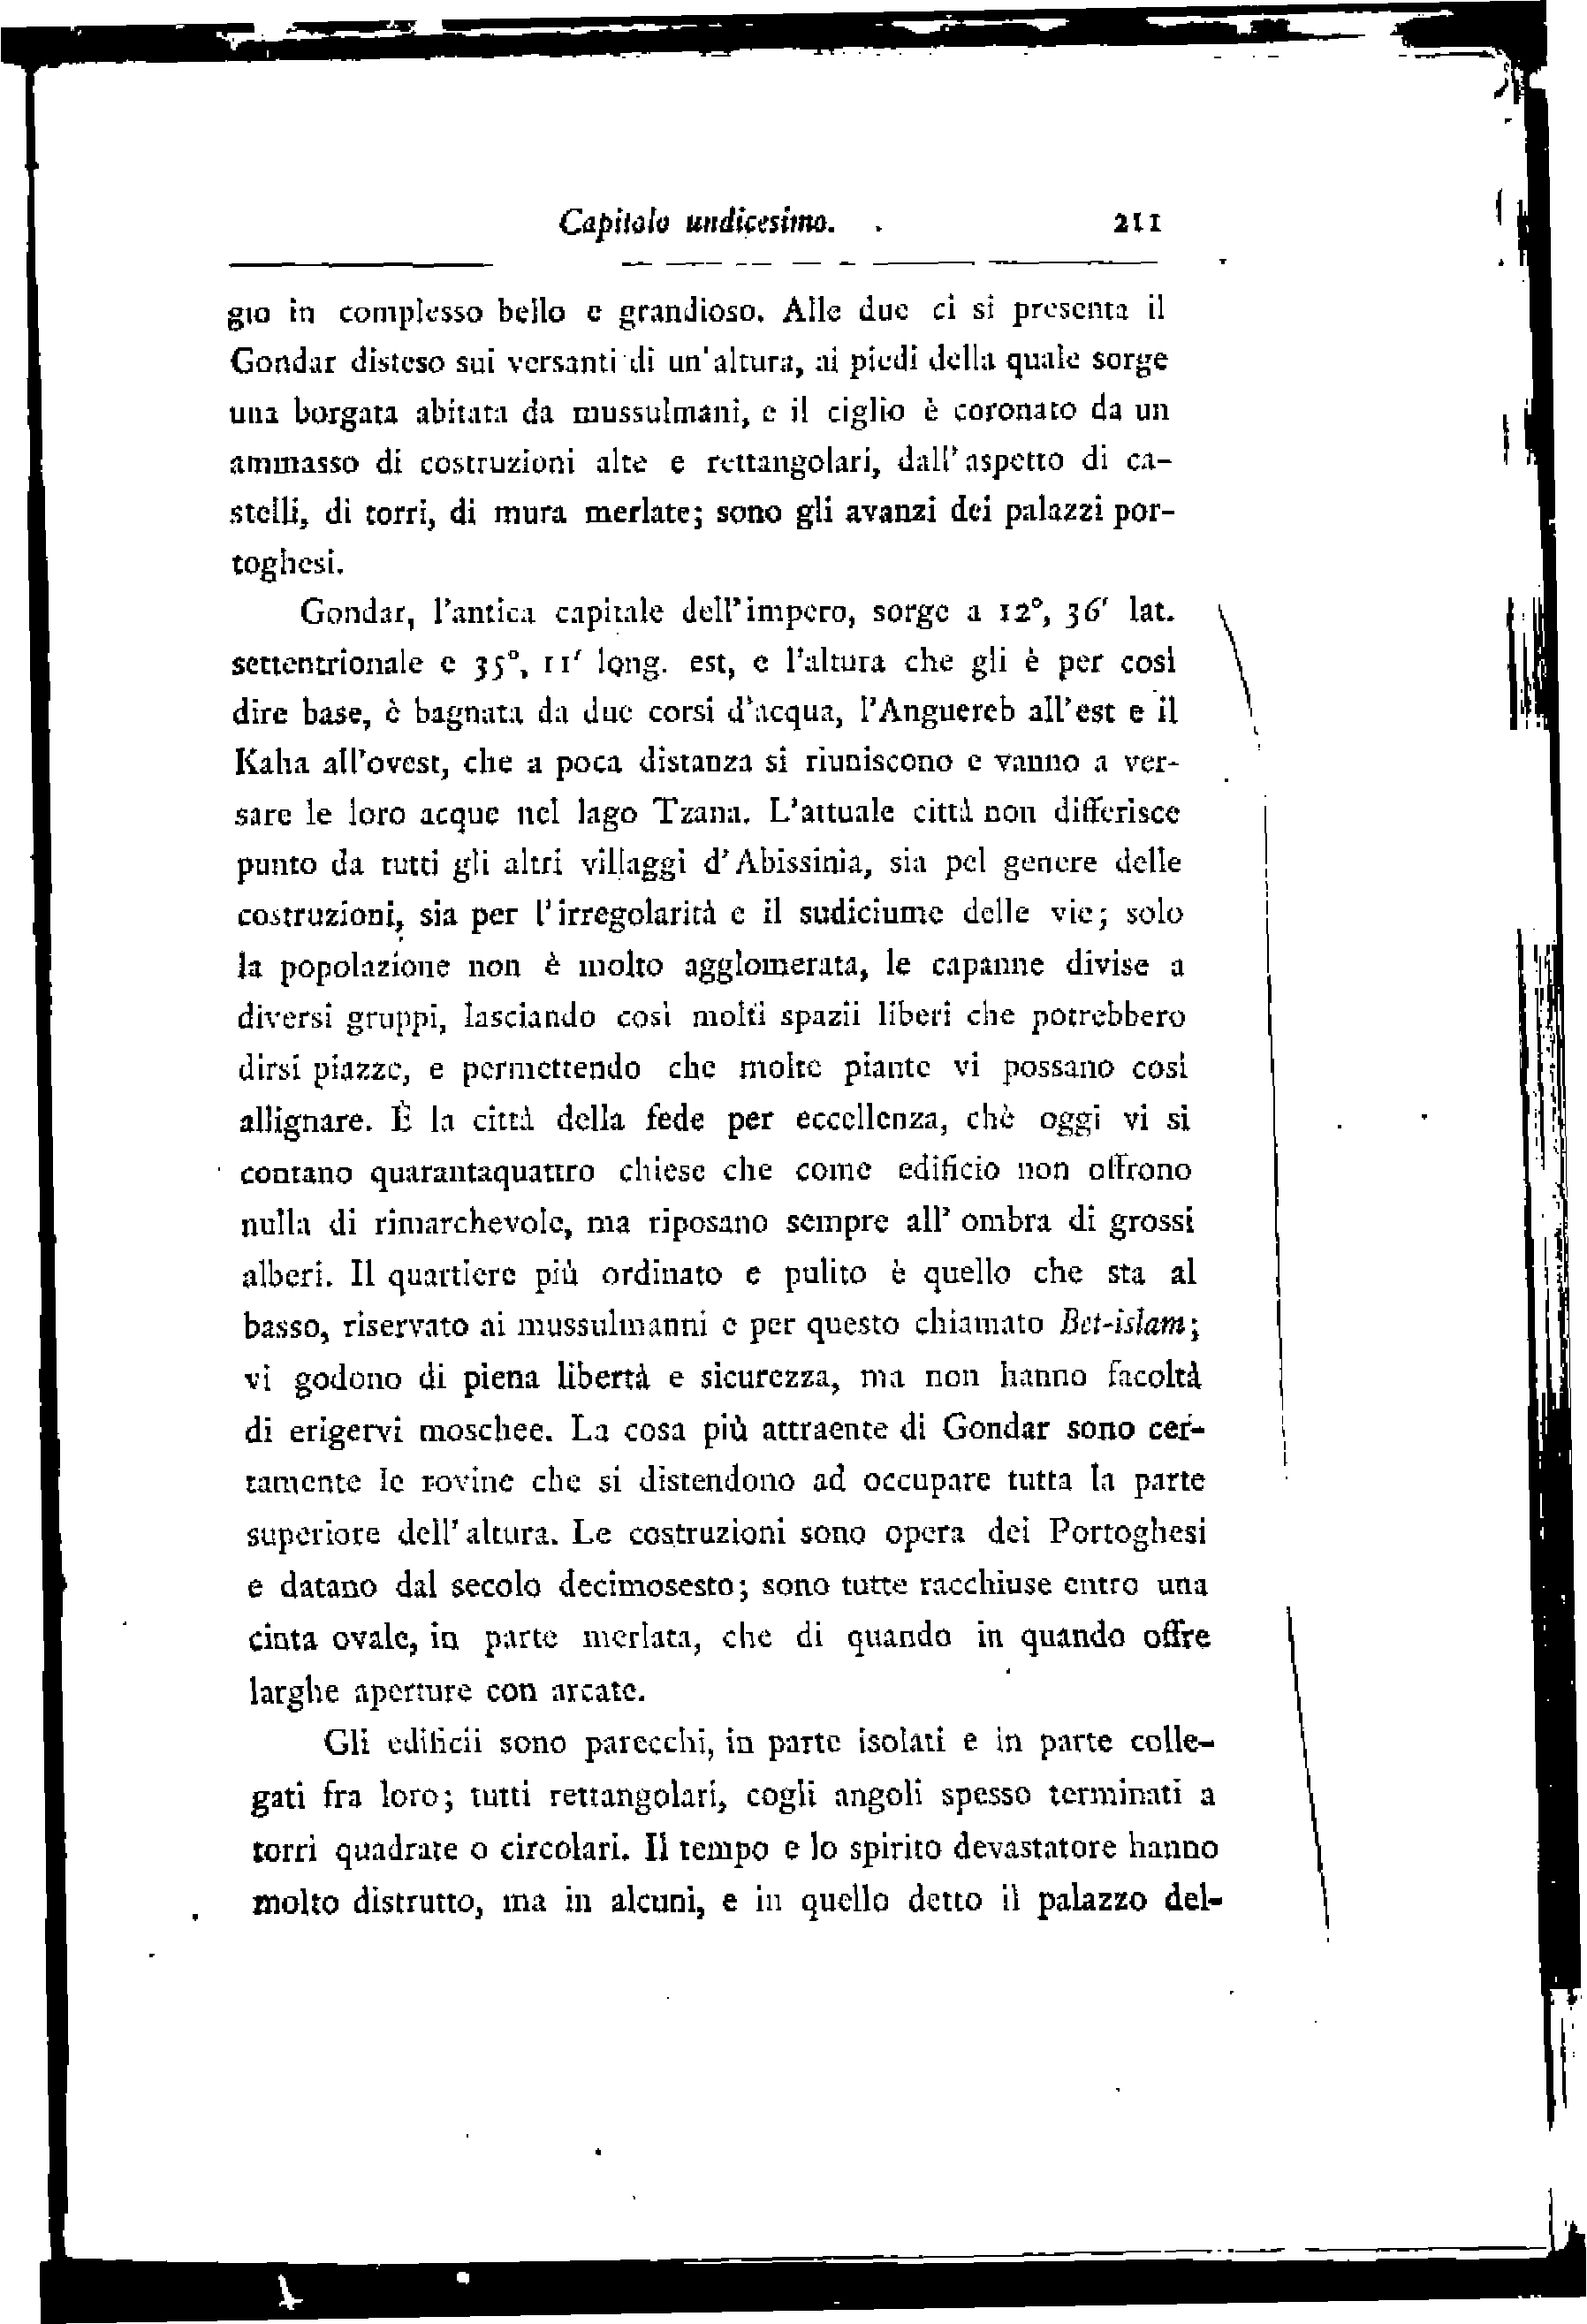 Capitolo undicesimo. 211
gio in complesso bello e grandioso. Alle due ci si presenta il
Gondar disteso sui versanti di un'altura, ai piedi della quale sorge
una borgata abitata da mussulmani, e il ciglio è coronato da un
ammasso di costruzioni alte e rettangolari, dall'aspetto di ca-
stelli, di torri, di mura merlate; sono gli avanzi dei palazzi por-
toghesi.
Gondar, l'antica capitale dell'impero, sorge a 12°, 36' lat.
settentrionale e 35°, 11' long. est, e l'altura che gli è per così
dire base, è bagnata da due corsi d'acqua, l'Anguereb all'est e il
Kaha all'ovest, che a poca distanza si riuniscono e vanno a ver-
sare le loro acque nel lago Tzana. L'attuale città non differisce
punto da tutti gli altri villaggi d'Abissinia, sia pel genere delle
costruzioni, sia per l'irregolarità e il sudiciume delle vie; solo
la popolazione non è molto agglomerata, le capanne divise a
diversi gruppi, lasciando così molti spazii liberi che potrebbero
dirsi piazze, e permettendo che molte piante vi possano così
allignare. È la città della fede per eccellenza, chè oggi vi si
contano quarantaquattro chiese che come edificio non offrono
nulla di rimarchevole, ma riposano sempre all' ombra di grossi
alberi. Il quartiere più ordinato e pulito è quello che sta al
basso, riservato ai mussulmanni e per questo chiamato Bet-islam;
vi godono di piena libertà e sicurezza, ma non hanno facoltà
di erigervi moschee. La cosa più attraente di Gondar sono cer-
tamente le rovine che si distendono ad occupare tutta la parte
superiore dell'altura. Le costruzioni sono opera dei Portoghesi
e datano dal secolo decimosesto; sono tutte racchiuse entro una
cinta ovale, in parte merlata, che di quando in quando offre
larghe aperture con arcate.
Gli edificii sono parecchi, in parte isolati e in parte colle-
gati fra loro; tutti rettangolari, cogli angoli spesso terminati a
torri quadrate o circolari. Il tempo e lo spirito devastatore hanno
molto distrutto, ma in alcuni, e in quello detto il palazzo del-